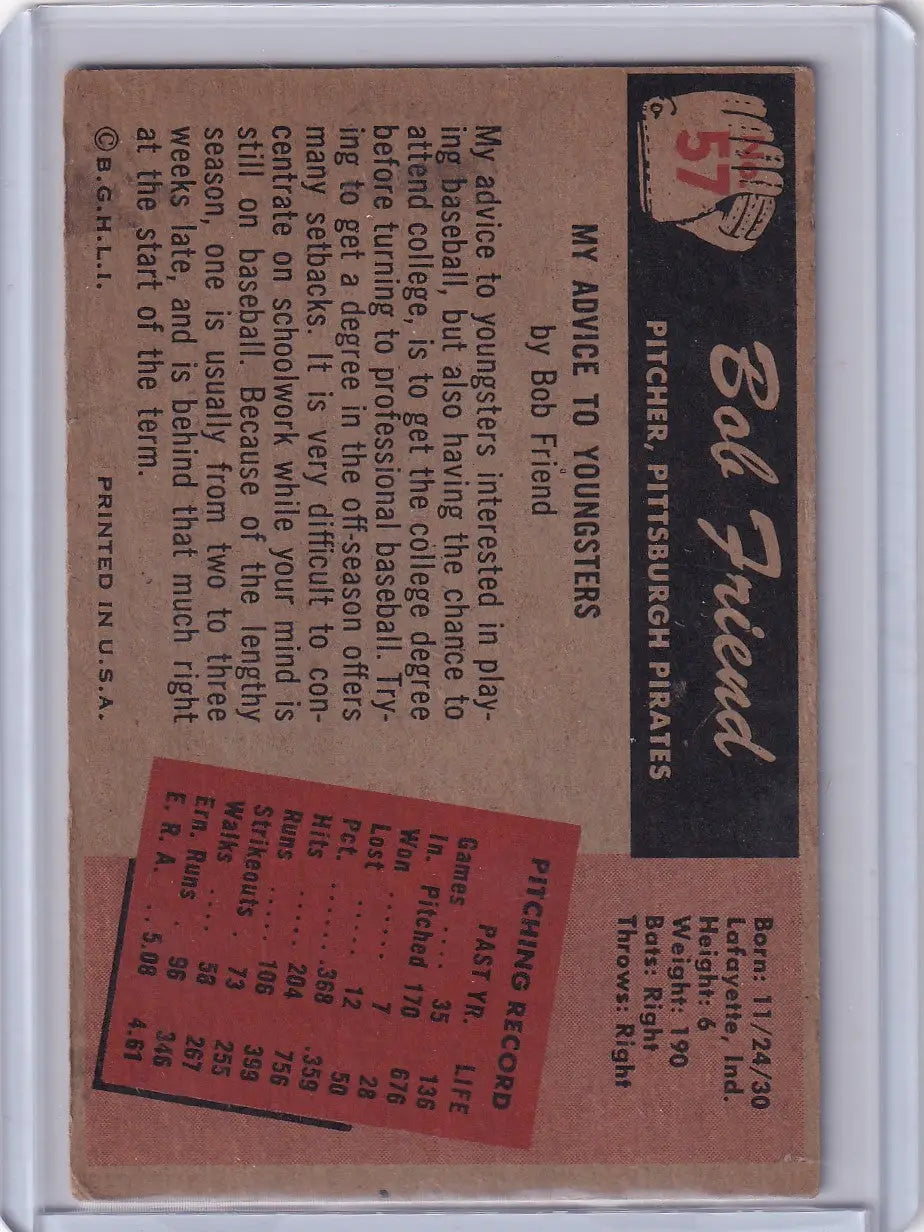 No. 57
Bob Friend
PITCHER, PITTSBURGH PIRATES
Born: 11/24/30
Lafayette, Ind.
Height: 6
Weight: 190
Bats: Right
Throws: Right
MY ADVICE TO YOUNGSTERS
by Bob Friend
My advice to youngsters interested in play-
ing baseball, but also having the chance to
attend college, is to get the college degree
before turning to professional baseball. Try-
ing to get a degree in the off-season offers
many setbacks. It is very difficult to con-
centrate on schoolwork while your mind is
still on baseball. Because of the lengthy
season, one is usually from two to three
weeks late, and is behind that much right
at the start of the term.
© B.G.H.L.I. PRINTED IN U.S.A.
PITCHING RECORD
PAST YR. LIFE
Games .... 35 136
In. Pitched 170 676
Won ...... 7 28
Lost ..... 12 50
Pct. ..... .368 .359
Hits ...... 204 756
Runs ..... 106 399
Strikeouts . 73 255
Walks .... 58 267
Ern. Runs . 96 346
E. R. A. .. 5.08 4.61